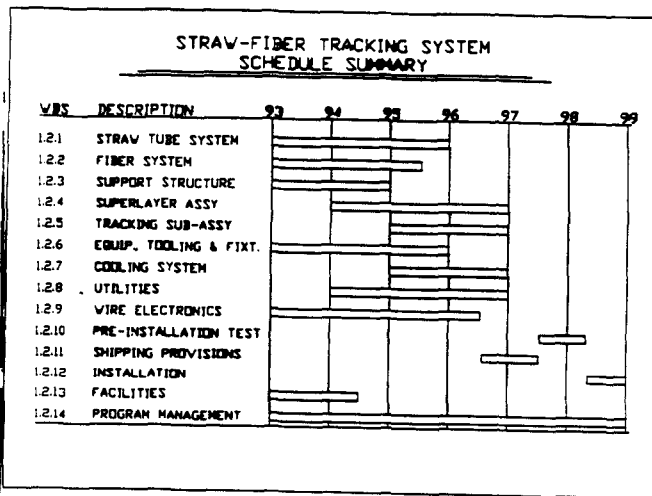 STRAW-FIBER TRACKING SYSTEM
SCHEDULE SUMMARY
WBS DESCRIPTION 93 94 95 96 97 98 99
1.2.1 STRAW TUBE SYSTEM
1.2.2 FIBER SYSTEM
1.2.3 SUPPORT STRUCTURE
1.2.4 SUPERLAYER ASSY
1.2.5 TRACKING SUB-ASSY
1.2.6 EQUIP. TOOLING & FIXT.
1.2.7 COOLING SYSTEM
1.2.8 UTILITIES
1.2.9 WIRE ELECTRONICS
1.2.10 PRE-INSTALLATION TEST
1.2.11 SHIPPING PROVISIONS
1.2.12 INSTALLATION
1.2.13 FACILITIES
1.2.14 PROGRAM MANAGEMENT